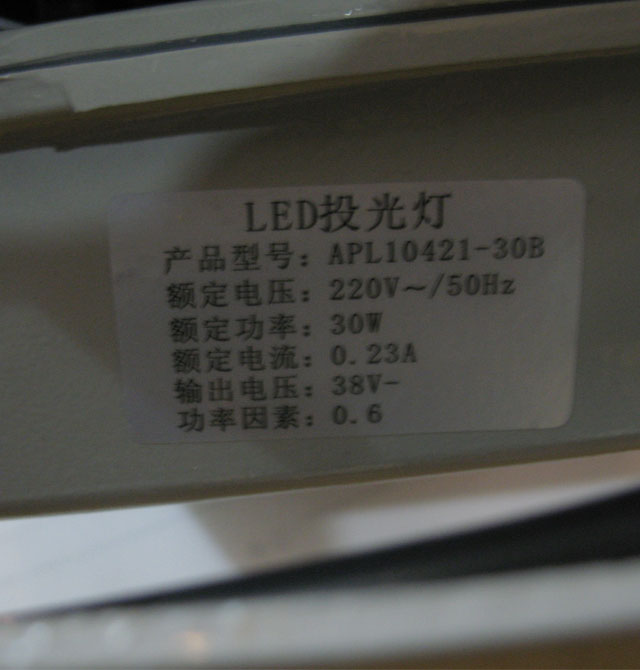 LED投光灯
产品型号：APL10421-30B
额定电压：220V～/50Hz
额定功率：30W
额定电流：0.23A
输出电压：38V-
功率因素：0.6